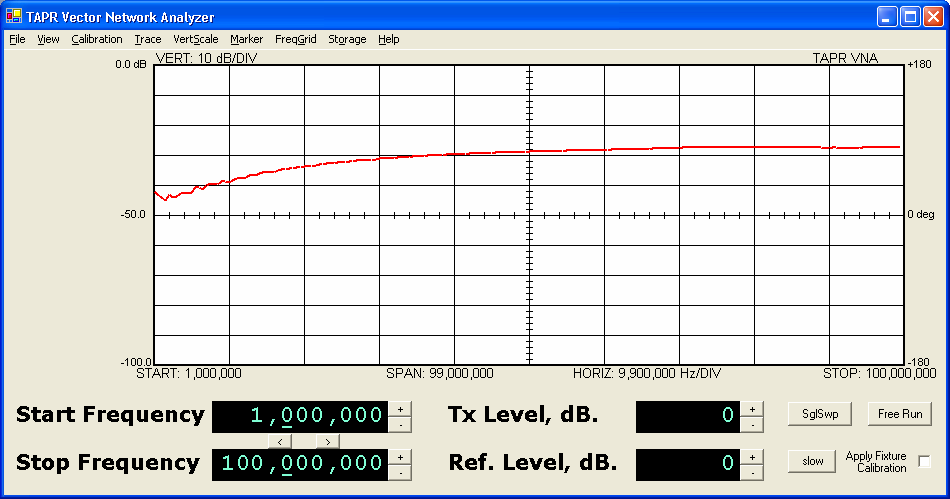 TAPR Vector Network Analyzer
File View Calibration Trace VertScale Marker FreqGrid Storage Help
0.0 dB VERT: 10 dB/DIV TAPR VNA +180
-50.0 0 deg
-100.0 -180
START: 1,000,000 SPAN: 99,000,000 HORIZ: 9,900,000 Hz/DIV STOP: 100,000,000
Start Frequency 1,000,000 + - Tx Level, dB. 0 + - SglSwp Free Run
< >
Stop Frequency 100,000,000 + - Ref. Level, dB. 0 + - slow Apply Fixture Calibration